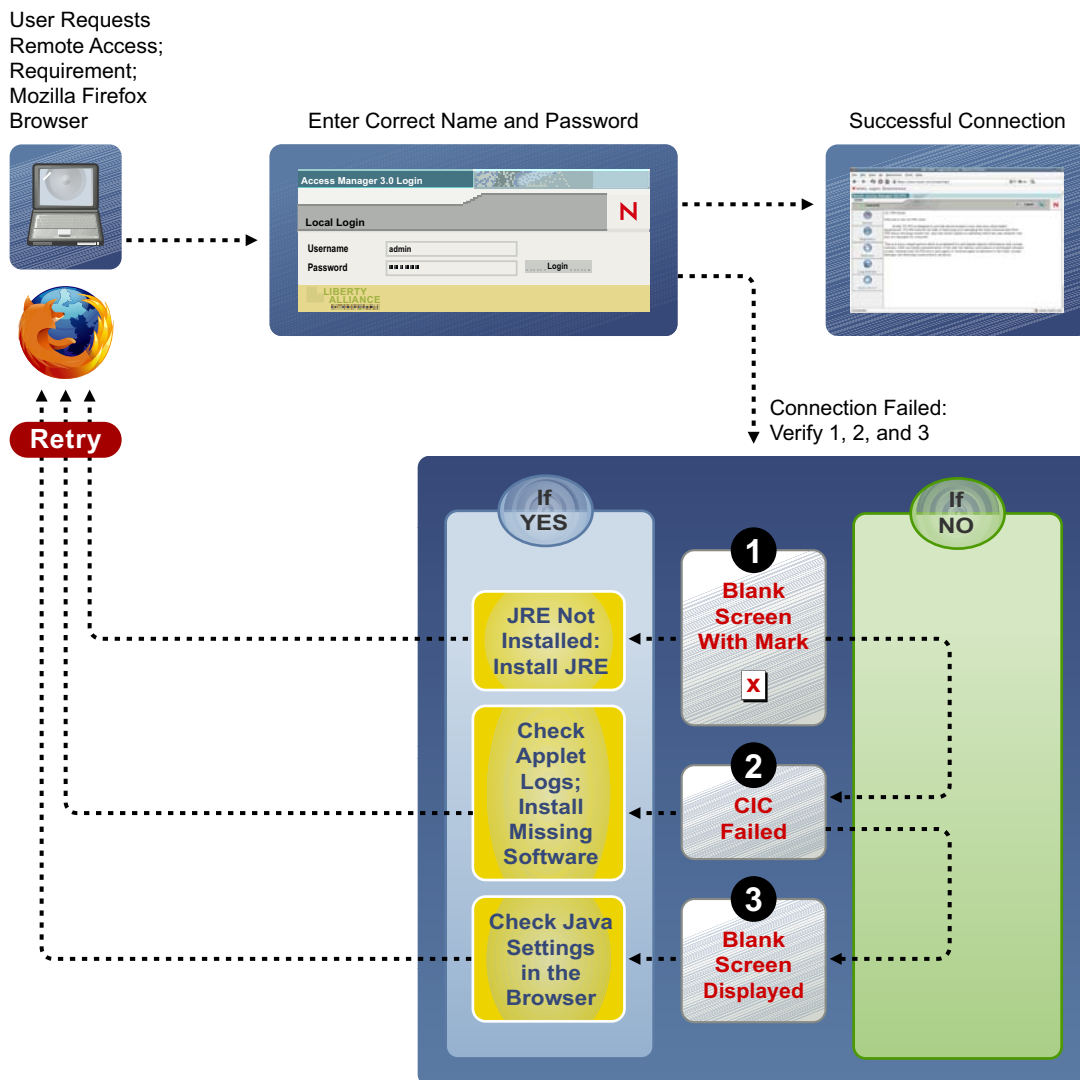 User Requests
Remote Access;
Requirement;
Mozilla Firefox
Browser
Enter Correct Name and Password
Successful Connection
Access Manager 3.0 Login
Local Login
N
Username
admin
Password
Login
LIBERTY
ALLIANCE
N
Retry
Connection Failed:
Verify 1, 2, and 3
If
YES
If
NO
1
Blank
Screen
With Mark
x
JRE Not
Installed:
Install JRE
2
CIC
Failed
Check
Applet
Logs;
Install
Missing
Software
3
Blank
Screen
Displayed
Check Java
Settings
in the
Browser